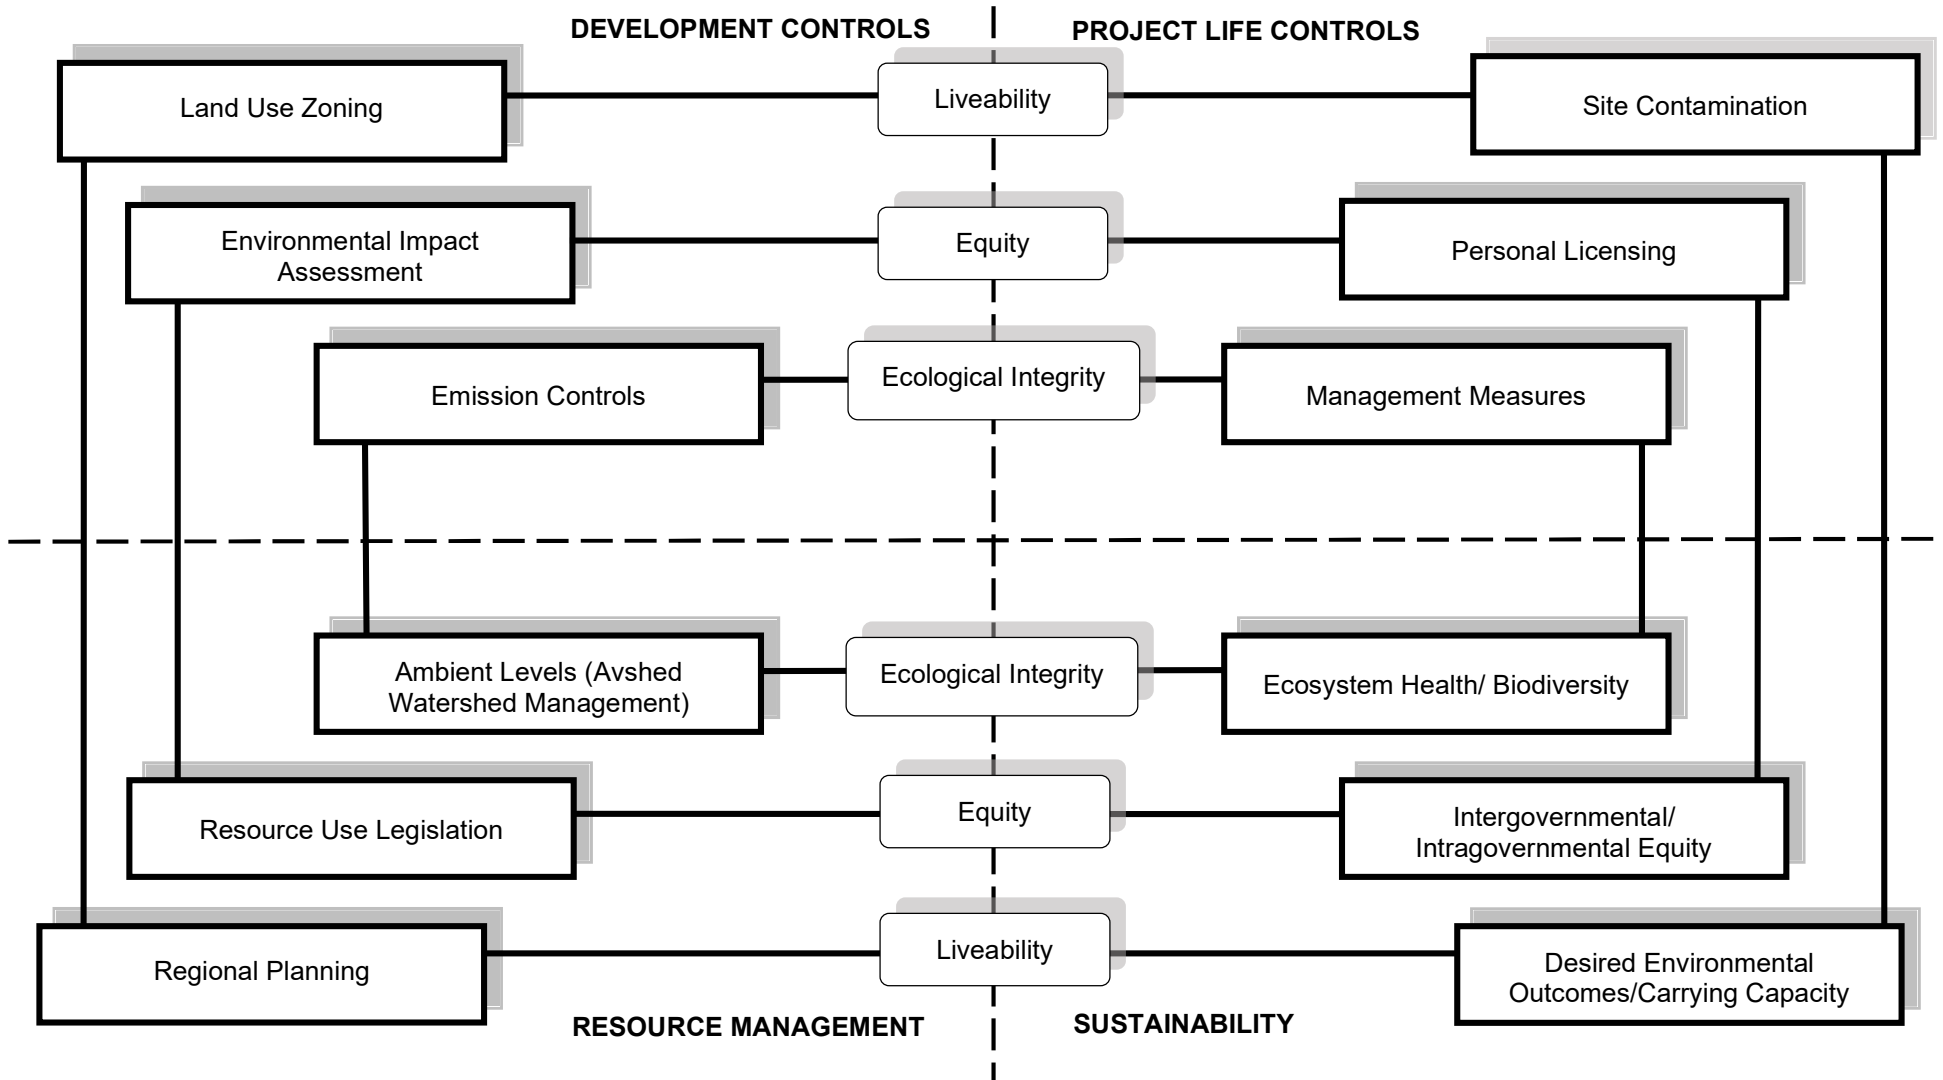 DEVELOPMENT CONTROLS
PROJECT LIFE CONTROLS
Land Use Zoning
Liveability
Site Contamination
Environmental Impact
Assessment
Equity
Personal Licensing
Emission Controls
Ecological Integrity
Management Measures
Ambient Levels (Avshed
Watershed Management)
Ecological Integrity
Ecosystem Health/ Biodiversity
Resource Use Legislation
Equity
Intergovernmental/
Intragovernmental Equity
Regional Planning
Liveability
Desired Environmental
Outcomes/Carrying Capacity
RESOURCE MANAGEMENT
SUSTAINABILITY